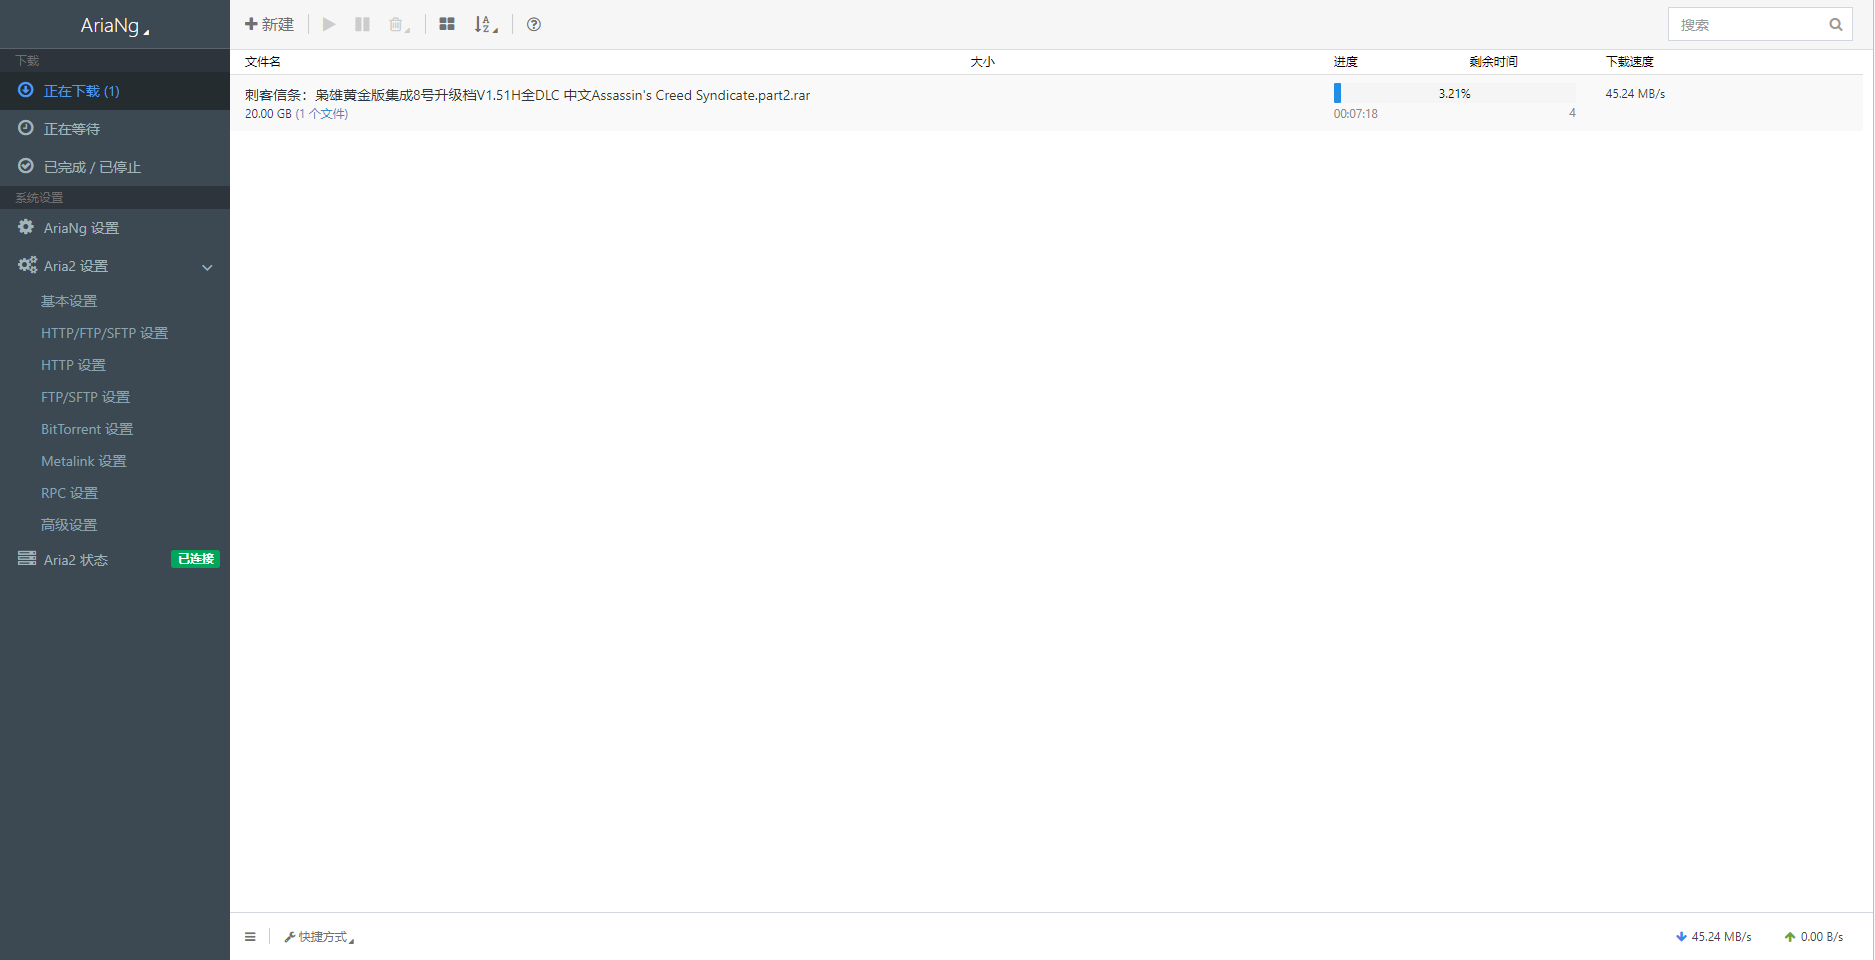 AriaNg
下载
正在下载 (1)
正在等待
已完成 / 已停止
系统设置
AriaNg 设置
Aria2 设置
基本设置
HTTP/FTP/SFTP 设置
HTTP 设置
FTP/SFTP 设置
BitTorrent 设置
Metalink 设置
RPC 设置
高级设置
Aria2 状态 已连接
新建
搜索
文件名 大小 进度 剩余时间 下载速度
刺客信条：枭雄黄金版集成8号升级档V1.51H全DLC 中文Assassin's Creed Syndicate.part2.rar 3.21% 45.24 MB/s
20.00 GB (1 个文件) 00:07:18 4
快捷方式 45.24 MB/s 0.00 B/s